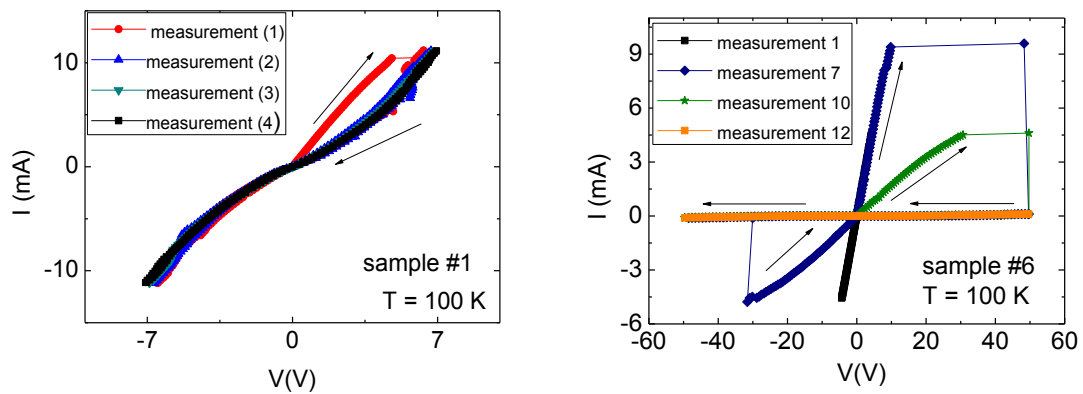 measurement (1)
measurement (2)
measurement (3)
measurement (4)
10
0
-10
I (mA)
-7
0
7
V(V)
sample #1
T = 100 K
measurement 1
measurement 7
measurement 10
measurement 12
9
6
3
0
-3
-6
I (mA)
-60
-40
-20
0
20
40
60
V(V)
sample #6
T = 100 K